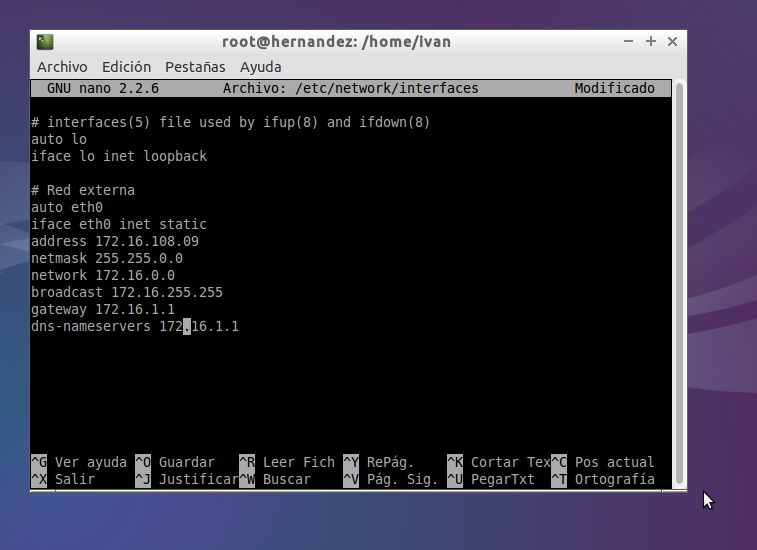 root@hernandez: /home/ivan
Archivo Edición Pestañas Ayuda
GNU nano 2.2.6 Archivo: /etc/network/interfaces Modificado
# interfaces(5) file used by ifup(8) and ifdown(8)
auto lo
iface lo inet loopback
# Red externa
auto eth0
iface eth0 inet static
address 172.16.108.09
netmask 255.255.0.0
network 172.16.0.0
broadcast 172.16.255.255
gateway 172.16.1.1
dns-nameservers 172.16.1.1
^G Ver ayuda ^O Guardar ^R Leer Fich ^Y RePág. ^K Cortar Tex^C Pos actual
^X Salir ^J Justificar^W Buscar ^V Pág. Sig. ^U PegarTxt ^T Ortografía